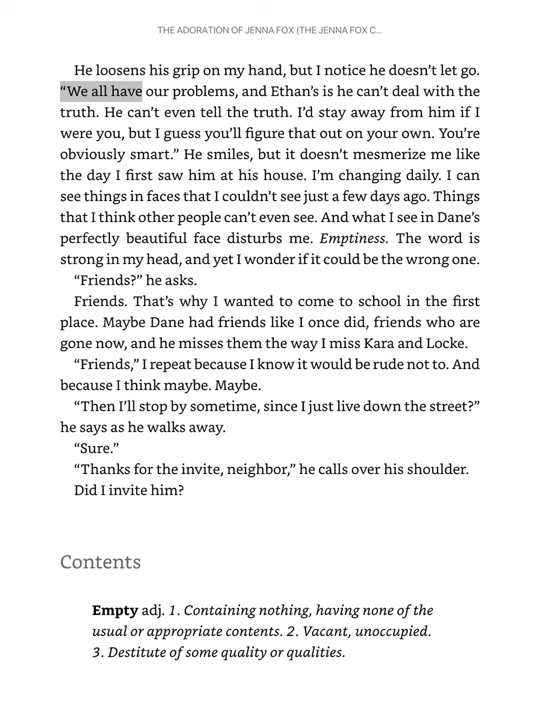 THE ADORATION OF JENNA FOX (THE JENNA FOX C...
He loosens his grip on my hand, but I notice he doesn't let go.
“We all have our problems, and Ethan's is he can't deal with the
truth. He can't even tell the truth. I'd stay away from him if I
were you, but I guess you'll figure that out on your own. You're
obviously smart.” He smiles, but it doesn't mesmerize me like
the day I first saw him at his house. I'm changing daily. I can
see things in faces that I couldn't see just a few days ago. Things
that I think other people can't even see. And what I see in Dane's
perfectly beautiful face disturbs me. Emptiness. The word is
strong in my head, and yet I wonder if it could be the wrong one.
“Friends?” he asks.
Friends. That's why I wanted to come to school in the first
place. Maybe Dane had friends like I once did, friends who are
gone now, and he misses them the way I miss Kara and Locke.
“Friends,” I repeat because I know it would be rude not to. And
because I think maybe. Maybe.
“Then I'll stop by sometime, since I just live down the street?”
he says as he walks away.
“Sure.”
“Thanks for the invite, neighbor,” he calls over his shoulder.
Did I invite him?
Contents
Empty adj. 1. Containing nothing, having none of the
usual or appropriate contents. 2. Vacant, unoccupied.
3. Destitute of some quality or qualities.